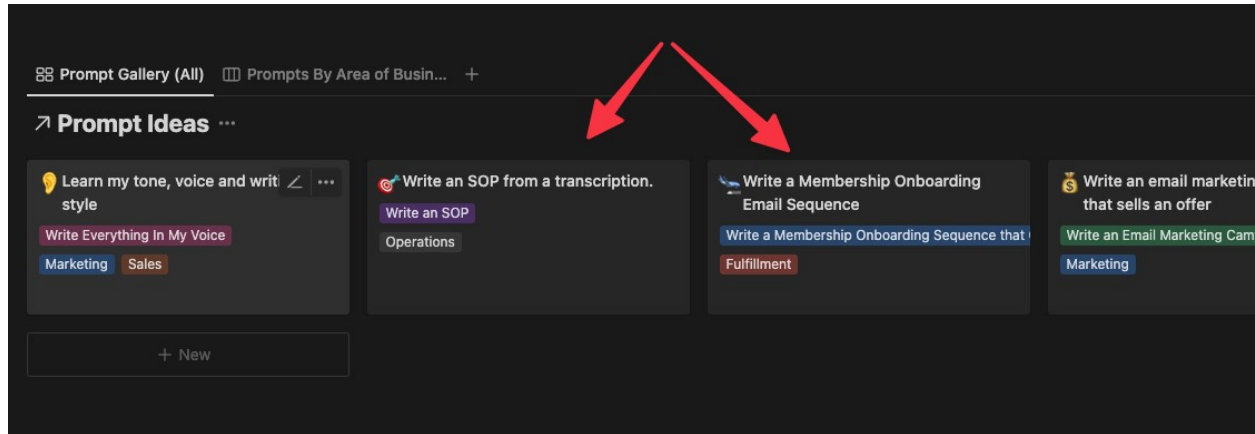 Prompt Gallery (All) Prompts By Area of Busin...
Prompt Ideas
Learn my tone, voice and writi
style
Write Everything In My Voice
Marketing Sales
Write an SOP from a transcription.
Write an SOP
Operations
Write a Membership Onboarding
Email Sequence
Write a Membership Onboarding Sequence that
Fulfillment
Write an email marketin
that sells an offer
Write an Email Marketing Cam
Marketing
+ New